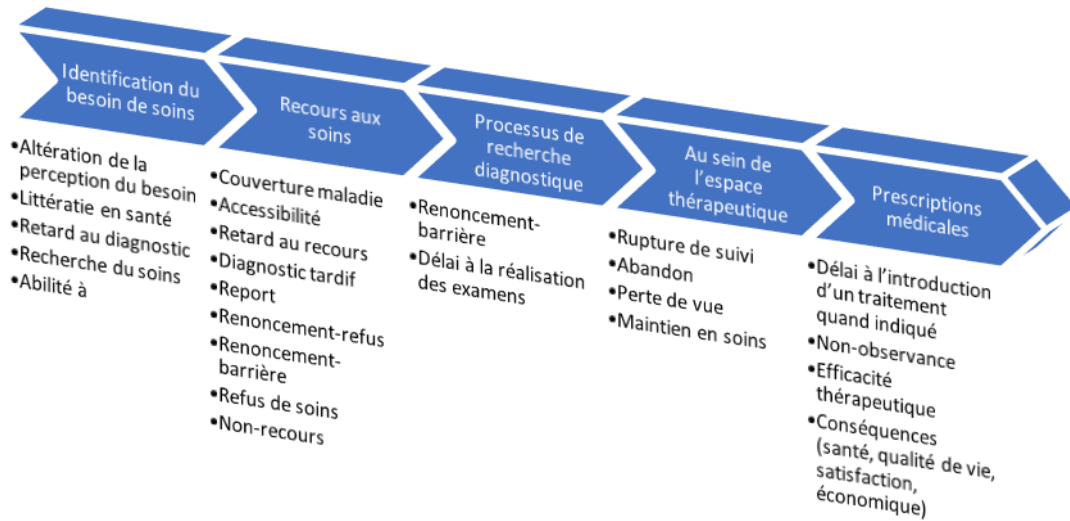 Identification du
besoin de soins
•Altération de la
perception du besoin
•Littératie en santé
•Retard au diagnostic
•Recherche du soins
•Abilité à
Recours aux
soins
•Couverture maladie
•Accessibilité
•Retard au recours
•Diagnostic tardif
•Report
•Renoncement-refus
•Renoncement-
barrière
•Refus de soins
•Non-recours
Processus de
recherche
diagnostique
•Renoncement-
barrière
•Délai à la réalisation
des examens
Au sein de
l’espace
thérapeutique
•Rupture de suivi
•Abandon
•Perte de vue
•Maintien en soins
Prescriptions
médicales
•Délai à l’introduction
d’un traitement
quand indiqué
•Non-observance
•Efficacité
thérapeutique
•Conséquences
(santé, qualité de vie,
satisfaction,
économique)